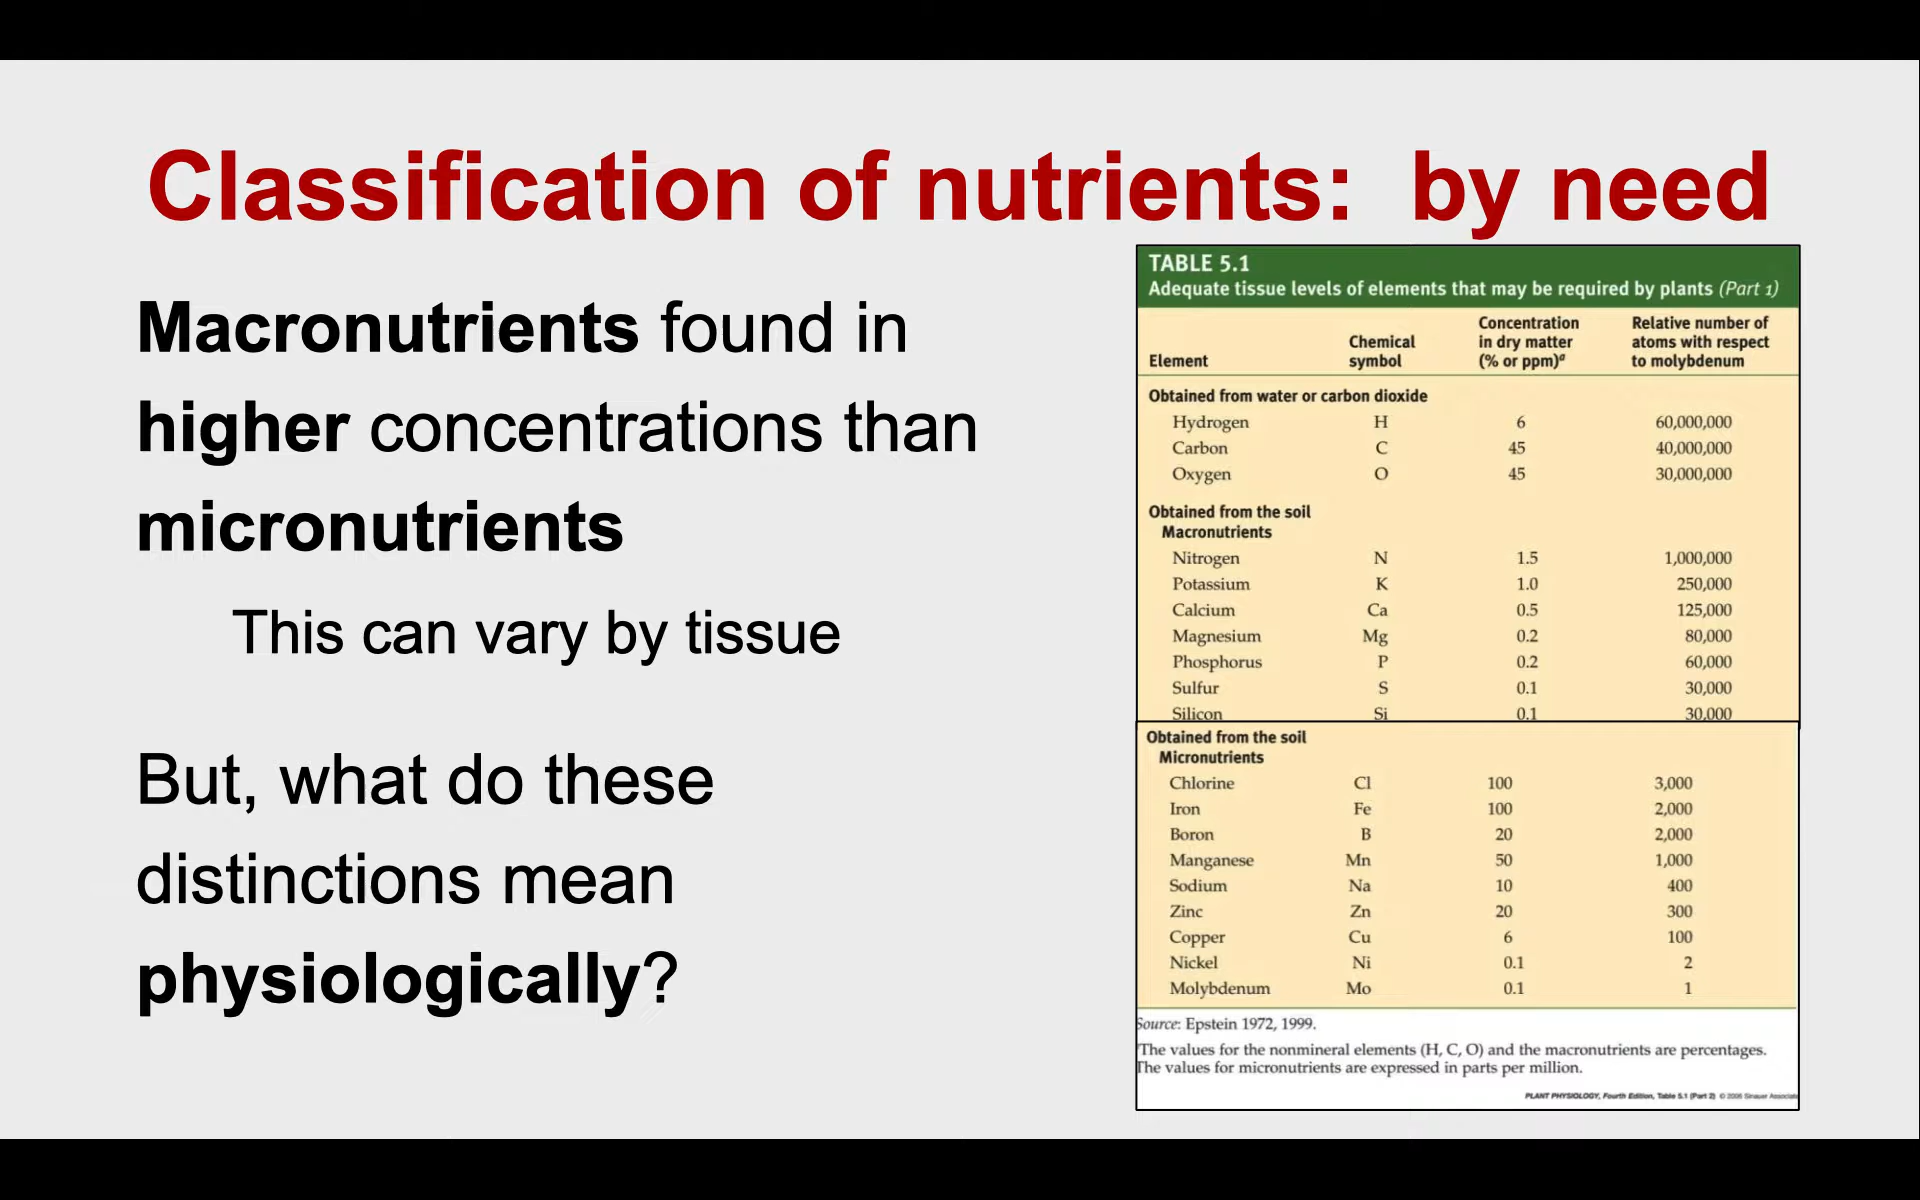 Classification of nutrients:  by need
Macronutrients found in
higher concentrations than
micronutrients
This can vary by tissue
But, what do these
distinctions mean
physiologically?
TABLE 5.1
Adequate tissue levels of elements that may be required by plants (Part 1)
Element Chemical symbol Concentration in dry matter (% or ppm)a Relative number of atoms with respect to molybdenum
Obtained from water or carbon dioxide
Hydrogen H 6 60,000,000
Carbon C 45 40,000,000
Oxygen O 45 30,000,000
Obtained from the soil
Macronutrients
Nitrogen N 1.5 1,000,000
Potassium K 1.0 250,000
Calcium Ca 0.5 125,000
Magnesium Mg 0.2 80,000
Phosphorus P 0.2 60,000
Sulfur S 0.1 30,000
Silicon Si 0.1 30,000
Obtained from the soil
Micronutrients
Chlorine Cl 100 3,000
Iron Fe 100 2,000
Boron B 20 2,000
Manganese Mn 50 1,000
Sodium Na 10 400
Zinc Zn 20 300
Copper Cu 6 100
Nickel Ni 0.1 2
Molybdenum Mo 0.1 1
Source: Epstein 1972, 1999.
The values for the nonmineral elements (H, C, O) and the macronutrients are percentages.
The values for micronutrients are expressed in parts per million.
PLANT PHYSIOLOGY, Fourth Edition, Table 5.1 (Part 2) © 2006 Sinauer Associate